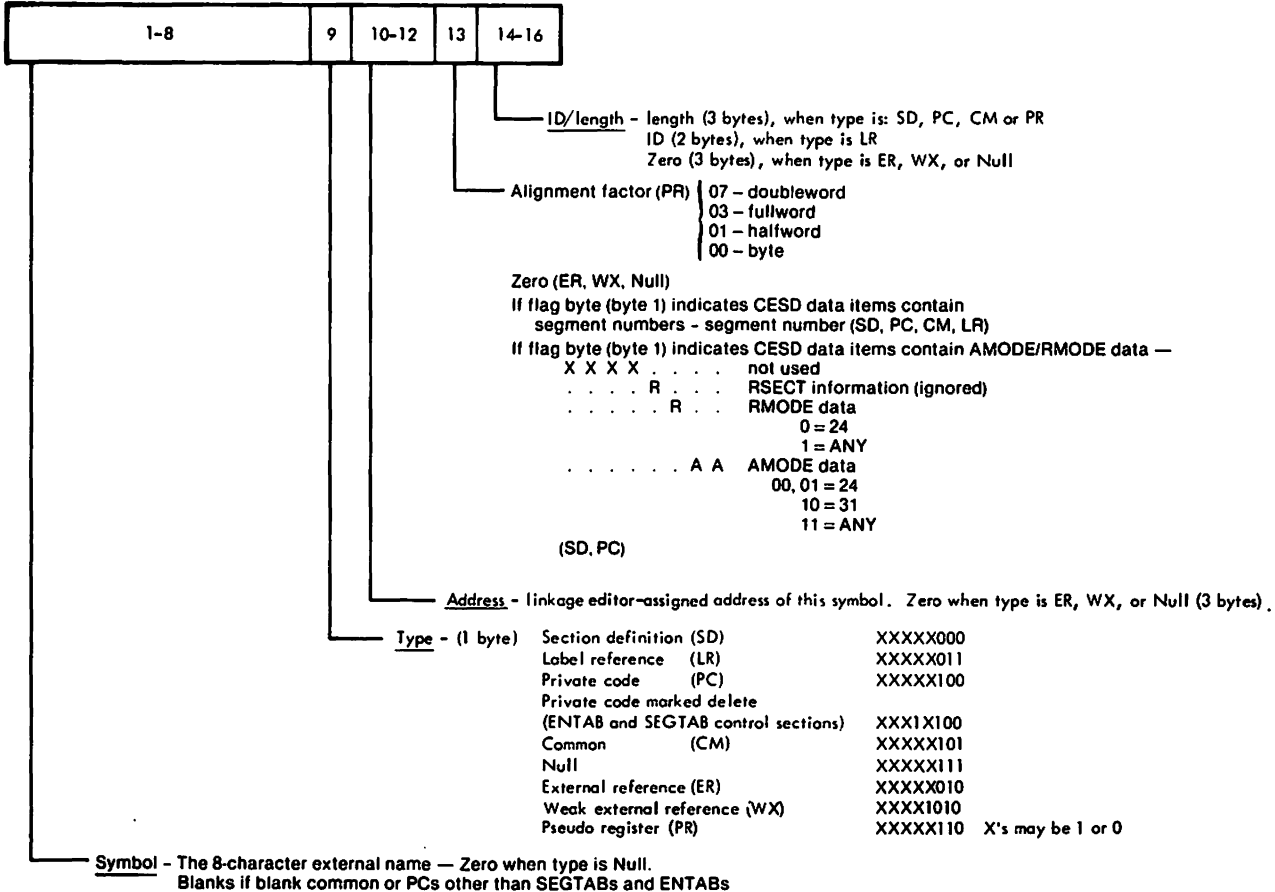 1-8 9 10-12 13 14-16
ID/length - length (3 bytes), when type is: SD, PC, CM or PR
ID (2 bytes), when type is LR
Zero (3 bytes), when type is ER, WX, or Null
Alignment factor (PR) 07 – doubleword
03 – fullword
01 – halfword
00 – byte
Zero (ER, WX, Null)
If flag byte (byte 1) indicates CESD data items contain
segment numbers - segment number (SD, PC, CM, LR)
If flag byte (byte 1) indicates CESD data items contain AMODE/RMODE data —
X X X X . . . . not used
. . . . R . . . RSECT information (ignored)
. . . . . R . . RMODE data
0 = 24
1 = ANY
. . . . . . A A AMODE data
00, 01 = 24
10 = 31
11 = ANY
(SD, PC)
Address - linkage editor-assigned address of this symbol. Zero when type is ER, WX, or Null (3 bytes).
Type - (1 byte) Section definition (SD) XXXXX000
Label reference (LR) XXXXX011
Private code (PC) XXXXX100
Private code marked delete
(ENTAB and SEGTAB control sections) XXX1X100
Common (CM) XXXXX101
Null XXXXX111
External reference (ER) XXXXX010
Weak external reference (WX) XXXX1010
Pseudo register (PR) XXXXX110 X's may be 1 or 0
Symbol - The 8-character external name — Zero when type is Null.
Blanks if blank common or PCs other than SEGTABs and ENTABs